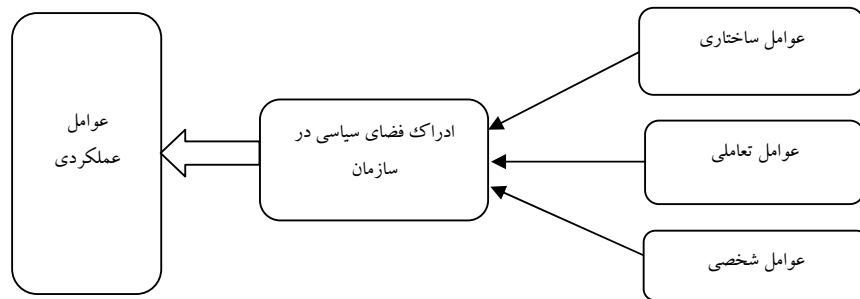 عوامل ساختاری
عوامل تعاملی
عوامل شخصی
ادراک فضای سیاسی در
سازمان
عوامل
عملکردی